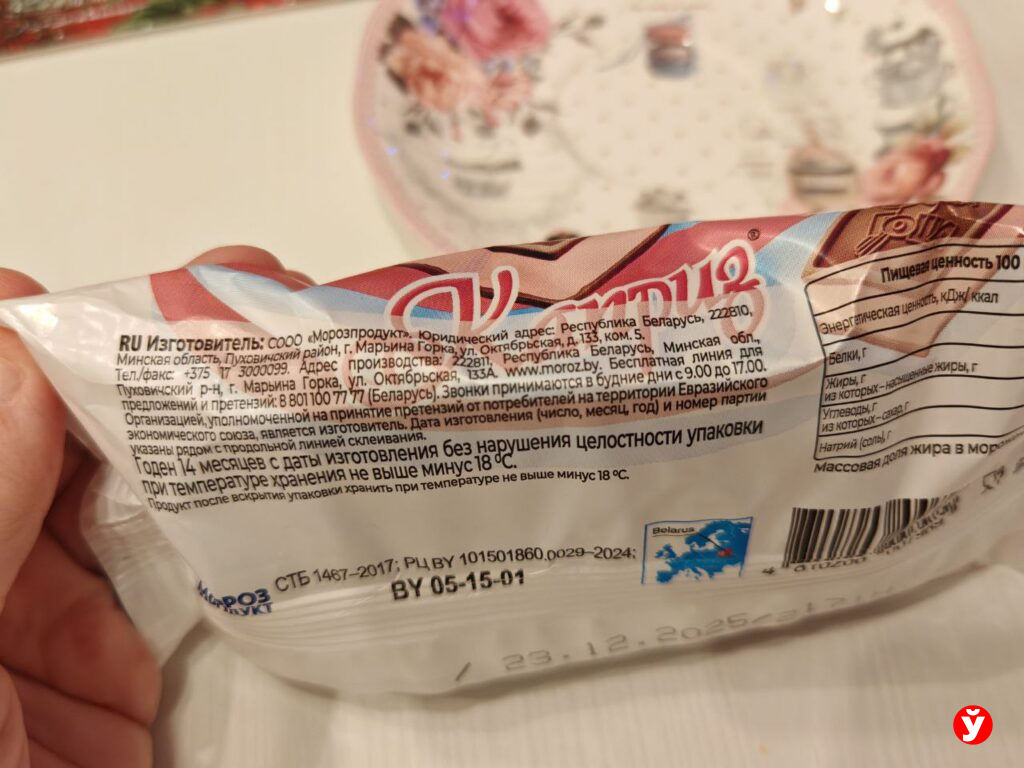 Каприз®
RU Изготовитель: СООО «Морозпродукт». Юридический адрес: Республика Беларусь, 222810,
Минская область, Пуховичский район, г. Марьина Горка, ул. Октябрьская, д. 133, ком. 5.
Тел./факс: +375 17 3000099. Адрес производства: 222811, Республика Беларусь, Минская обл.,
Пуховичский р-н, г. Марьина Горка, ул. Октябрьская, 133А. www.moroz.by. Бесплатная линия для
предложений и претензий: 8 801 100 77 77 (Беларусь). Звонки принимаются в будние дни с 9.00 до 17.00.
Организацией, уполномоченной на принятие претензий от потребителей на территории Евразийского
экономического союза, является изготовитель. Дата изготовления (число, месяц, год) и номер партии
указаны рядом с продольной линией склеивания.
Годен 14 месяцев с даты изготовления без нарушения целостности упаковки
при температуре хранения не выше минус 18 °С.
Продукт после вскрытия упаковки хранить при температуре не выше минус 18 °С.
Пищевая ценность 100
Энергетическая ценность, кДж/ ккал
Белки, г
Жиры, г
из которых – насыщенные жиры, г
Углеводы, г
из которых – сахар, г
Натрий (соль), г
Массовая доля жира в
СТБ 1467-2017; РЦ BY 101501860.0029-2024;
BY 05-15-01
Belarus
23.12.2025
ў